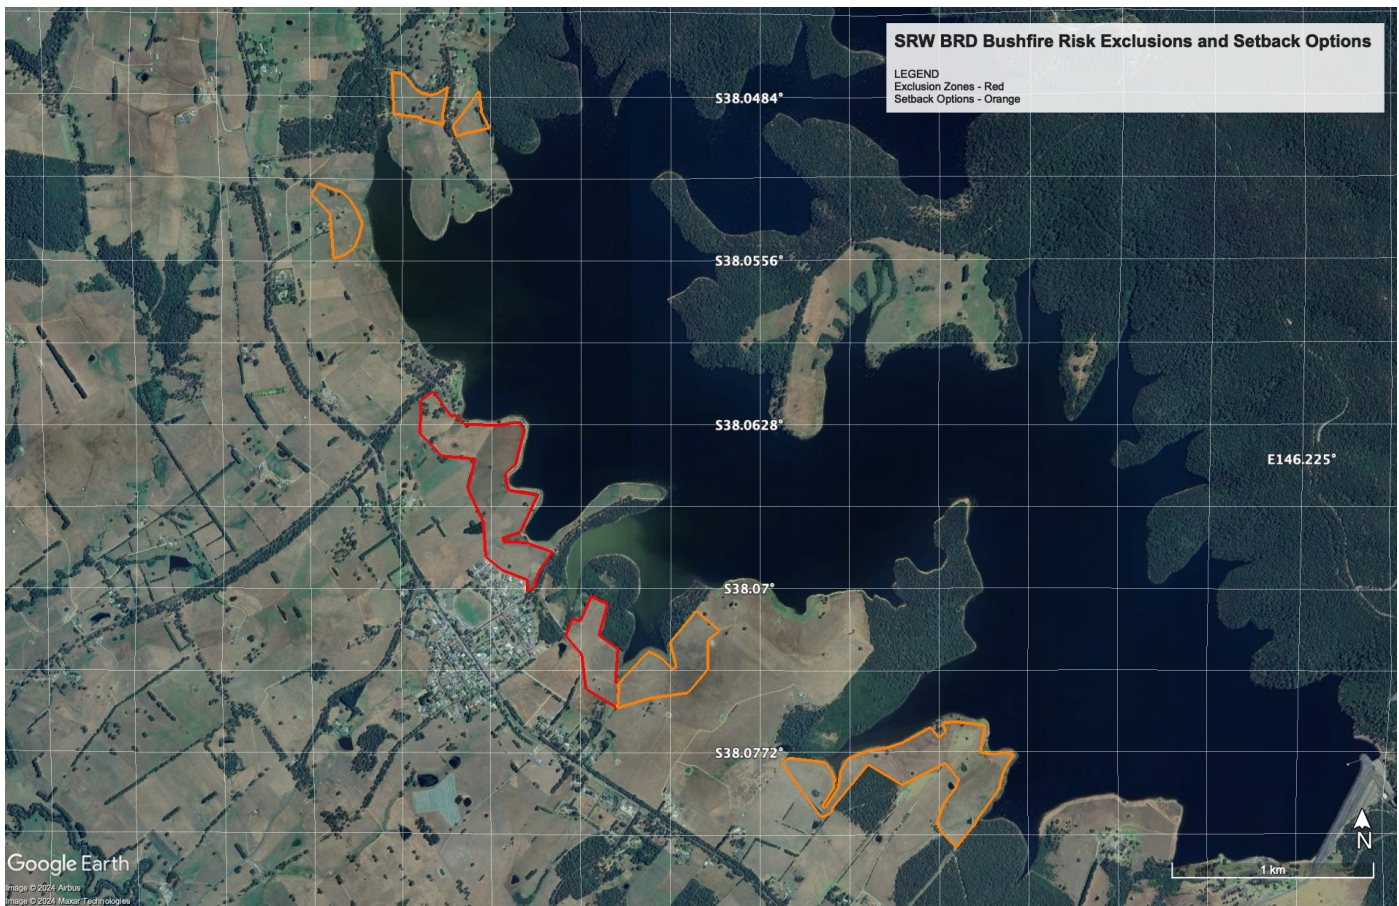 SRW BRD Bushfire Risk Exclusions and Setback Options
LEGEND
Exclusion Zones - Red
Setback Options - Orange
S38.0484°
S38.0556°
S38.0628°
E146.225°
S38.07°
S38.0772°
N
1 km
Google Earth
Image © 2024 Airbus
Image © 2024 Maxar Technologies